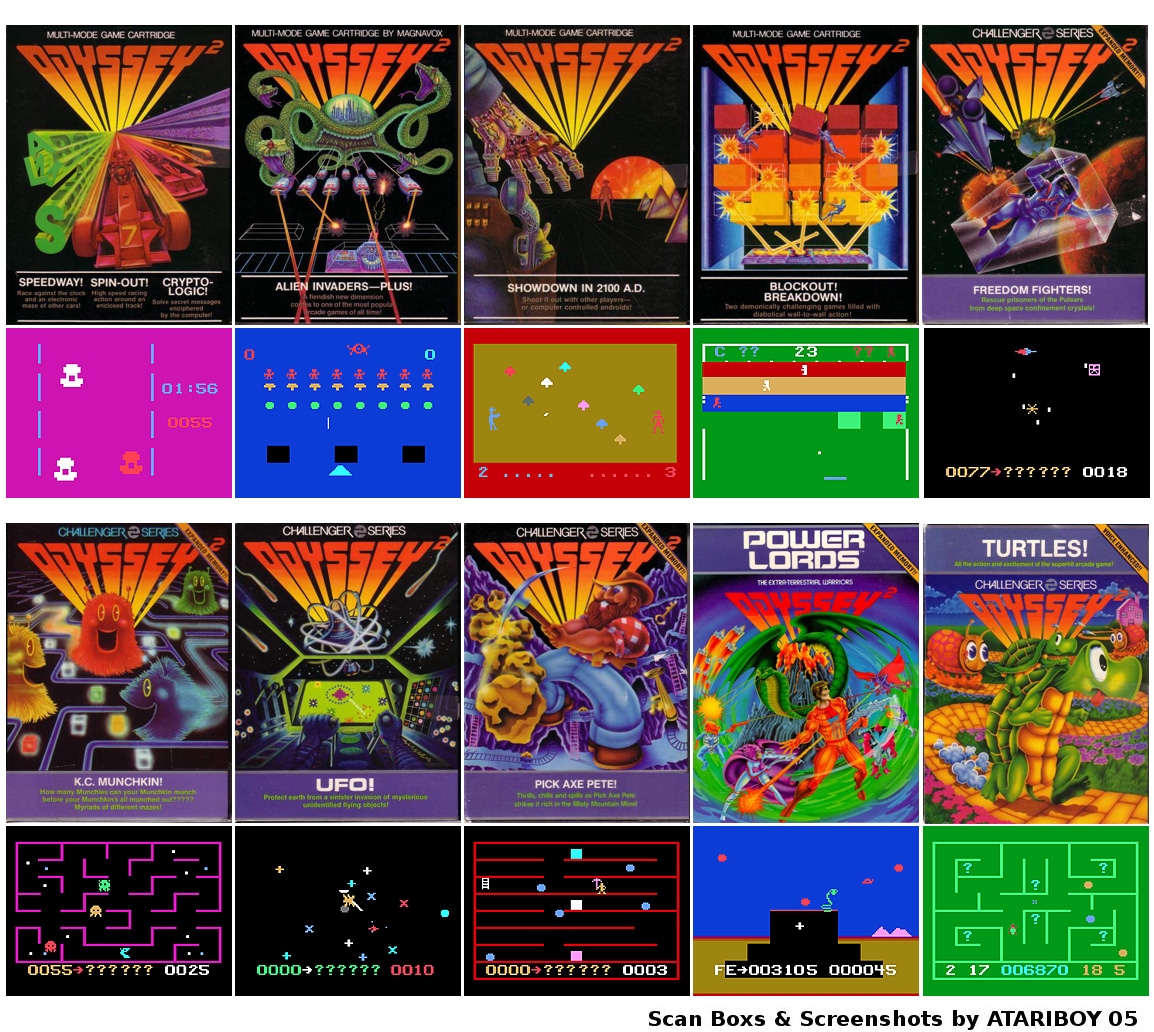 MULTI-MODE GAME CARTRIDGE
ODYSSEY2
7
SPEEDWAY! SPIN-OUT! CRYPTO-LOGIC!
Race against the clock and an electronic maze of other cars!
High speed racing action around an enclosed track!
Solve secret messages enciphered by the computer!
MULTI-MODE GAME CARTRIDGE BY MAGNAVOX
ODYSSEY2
ALIEN INVADERS—PLUS!
A fiendish new dimension
comes to one of the most popular
arcade games of all time!
MULTI-MODE GAME CARTRIDGE
ODYSSEY2
SHOWDOWN IN 2100 A.D.
Shoot it out with other players—
or computer controlled androids!
MULTI-MODE GAME CARTRIDGE
ODYSSEY2
BLOCKOUT!
BREAKDOWN!
Two demonically challenging games filled with
diabolical wall-to-wall action!
CHALLENGER 2 SERIES
EXPANDED MEMORY!
ODYSSEY2
FREEDOM FIGHTERS!
Rescue prisoners of the Pulsars
from deep space confinement crystals!
01:56
0055
0 0
2 ..... ...... 3
C ?? 23 ??
0077→?????? 0018
CHALLENGER 2 SERIES
EXPANDED MEMORY!
ODYSSEY2
K.C. MUNCHKIN!
How many Munchies can your Munchkin munch
before your Munchkin's all munched out?????
Myriads of different mazes!
CHALLENGER 2 SERIES
ODYSSEY2
UFO!
Protect earth from a sinister invasion of mysterious
unidentified flying objects!
CHALLENGER 2 SERIES
EXPANDED MEMORY!
ODYSSEY2
PICK AXE PETE!
Thrills, chills and spills as Pick Axe Pete
strikes it rich in the Misty Mountain Mine!
POWER
LORDS™
EXPANDED MEMORY!
THE EXTRA-TERRESTRIAL WARRIORS
ODYSSEY2
TURTLES!
VOICE ENHANCED!
All the action and excitement of the superhit arcade game!
CHALLENGER 2 SERIES
ODYSSEY2
0055→?????? 0025
0000→?????? 0010
0000→?????? 0003
FE→003105 000045
? ? ? ? ? ?
2 17 006870 18 5
Scan Boxs & Screenshots by ATARIBOY 05